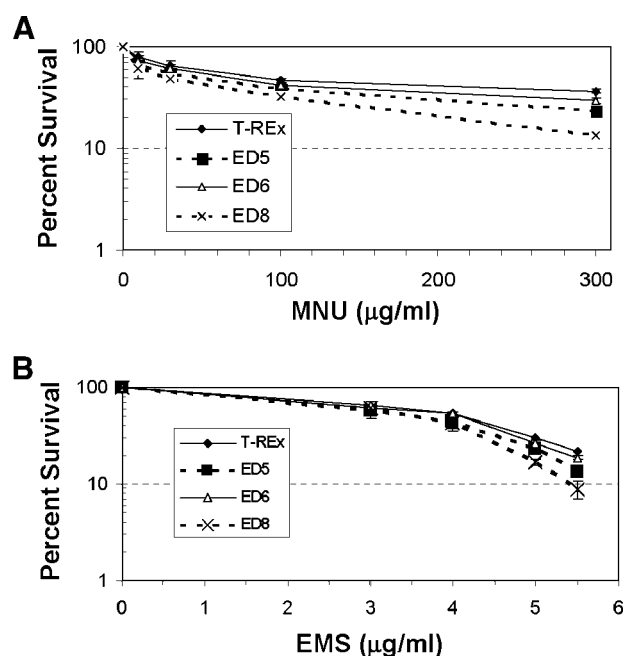 A
Percent Survival
100
10
1
T-REx
ED5
ED6
ED8
0
100
200
300
MNU (μg/ml)
B
Percent Survival
100
10
1
T-REx
ED5
ED6
ED8
0
1
2
3
4
5
6
EMS (μg/ml)